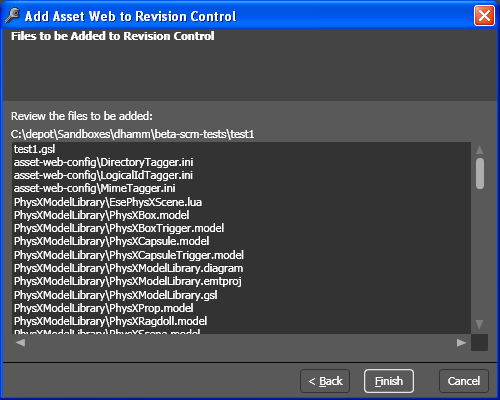 Add Asset Web to Revision Control
Files to be Added to Revision Control
Review the files to be added:
C:\depot\Sandboxes\dhamm\beta-scm-tests\test1
test1.gsl
asset-web-config\DirectoryTagger.ini
asset-web-config\LogicalIdTagger.ini
asset-web-config\MimeTagger.ini
PhysXModelLibrary\EsePhysXScene.lua
PhysXModelLibrary\PhysXBox.model
PhysXModelLibrary\PhysXBoxTrigger.model
PhysXModelLibrary\PhysXCapsule.model
PhysXModelLibrary\PhysXCapsuleTrigger.model
PhysXModelLibrary\PhysXModelLibrary.diagram
PhysXModelLibrary\PhysXModelLibrary.emtproj
PhysXModelLibrary\PhysXModelLibrary.gsl
PhysXModelLibrary\PhysXProp.model
PhysXModelLibrary\PhysXRagdoll.model
PhysXModelLibrary\PhysXScene.model
< Back Finish Cancel